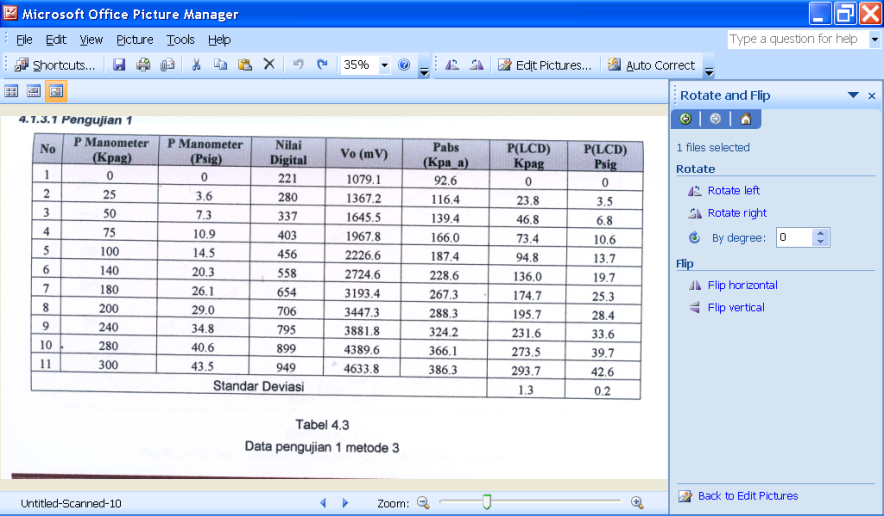 Microsoft Office Picture Manager
File Edit View Picture Tools Help Type a question for help
Shortcuts... 35% Edit Pictures... Auto Correct
4.1.3.1 Pengujian 1
No P Manometer (Kpag) P Manometer (Psig) Nilai Digital Vo (mV) Pabs (Kpa_a) P(LCD) Kpag P(LCD) Psig
1 0 0 221 1079.1 92.6 0 0
2 25 3.6 280 1367.2 116.4 23.8 3.5
3 50 7.3 337 1645.5 139.4 46.8 6.8
4 75 10.9 403 1967.8 166.0 73.4 10.6
5 100 14.5 456 2226.6 187.4 94.8 13.7
6 140 20.3 558 2724.6 228.6 136.0 19.7
7 180 26.1 654 3193.4 267.3 174.7 25.3
8 200 29.0 706 3447.3 288.3 195.7 28.4
9 240 34.8 795 3881.8 324.2 231.6 33.6
10 280 40.6 899 4389.6 366.1 273.5 39.7
11 300 43.5 949 4633.8 386.3 293.7 42.6
Standar Deviasi 1.3 0.2
Tabel 4.3
Data pengujian 1 metode 3
Rotate and Flip
1 files selected
Rotate
Rotate left
Rotate right
By degree: 0
Flip
Flip horizontal
Flip vertical
Back to Edit Pictures
Untitled-Scanned-10 Zoom: